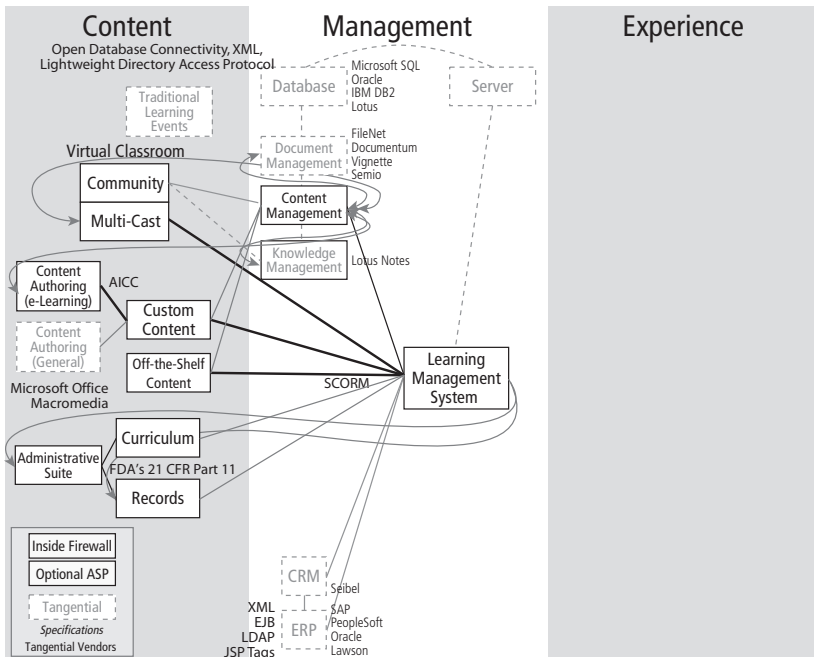 Content
Management
Experience
Open Database Connectivity, XML,
Lightweight Directory Access Protocol
Traditional
Learning
Events
Database
Microsoft SQL
Oracle
IBM DB2
Lotus
Server
Document
Management
FileNet
Documentum
Vignette
Semio
Virtual Classroom
Community
Multi-Cast
Content
Management
Knowledge
Management
Lotus Notes
Content
Authoring
(e-Learning)
AICC
Custom
Content
Content
Authoring
(General)
Off-the-Shelf
Content
Microsoft Office
Macromedia
SCORM
Learning
Management
System
Administrative
Suite
Curriculum
FDA's 21 CFR Part 11
Records
Inside Firewall
Optional ASP
Tangential
Specifications
Tangential Vendors
CRM
Seibel
XML
EJB
LDAP
JSP Tags
ERP
SAP
PeopleSoft
Oracle
Lawson